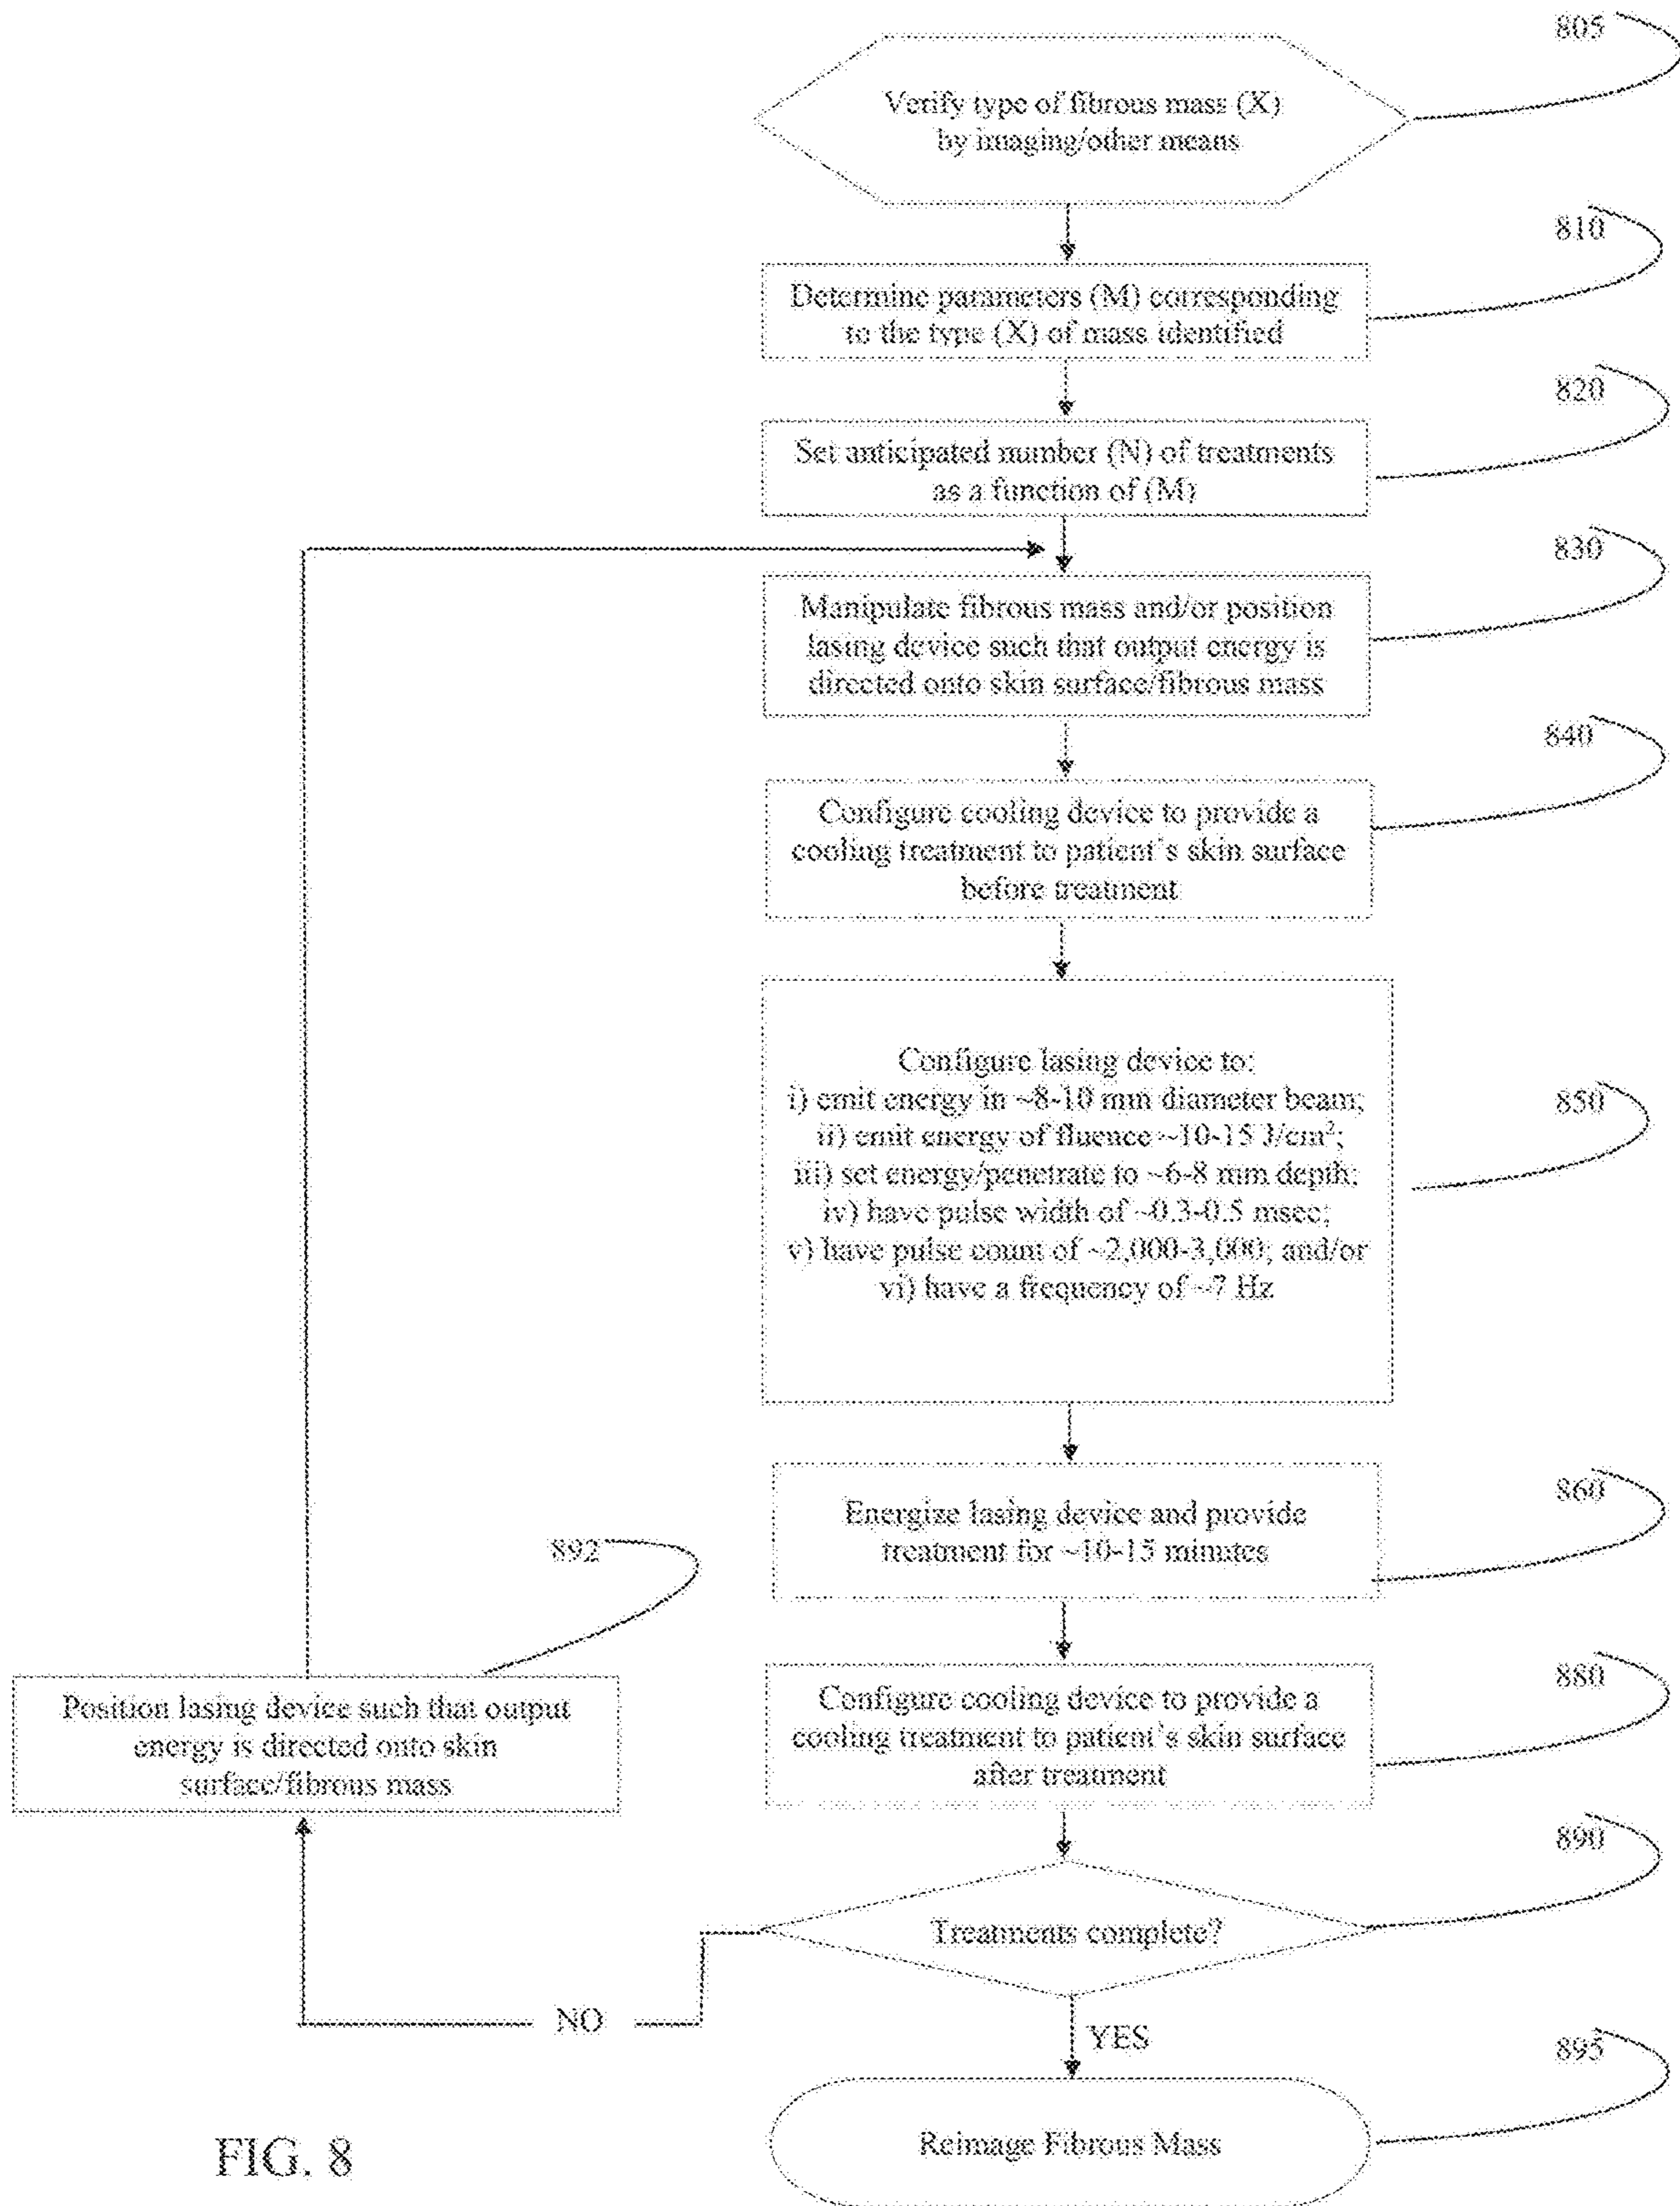 805
Verify type of fibrous mass (X)
by imaging/other means
810
Determine parameters (M) corresponding
to the type (X) of mass identified
820
Set anticipated number (N) of treatments
as a function of (M)
830
Manipulate fibrous mass and/or position
lasing device such that output energy is
directed onto skin surface/fibrous mass
840
Configure cooling device to provide a
cooling treatment to patient's skin surface
before treatment
850
Configure lasing device to:
i) emit energy in ~8-10 mm diameter beam;
ii) emit energy of fluence ~10-15 J/cm²;
iii) set energy/penetrate to ~6-8 mm depth;
iv) have pulse width of ~0.3-0.5 msec;
v) have pulse count of ~2,000-3,000; and/or
vi) have a frequency of ~7 Hz
860
Energize lasing device and provide
treatment for ~10-15 minutes
892
Position lasing device such that output
energy is directed onto skin
surface/fibrous mass
880
Configure cooling device to provide a
cooling treatment to patient's skin surface
after treatment
890
Treatments complete?
NO
YES
895
Reimage Fibrous Mass
FIG. 8